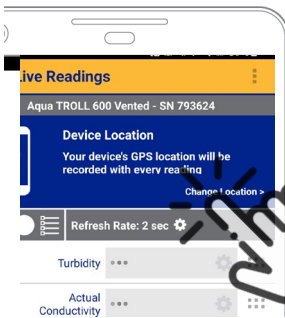 Live Readings
Aqua TROLL 600 Vented - SN 793624
Device Location
Your device's GPS location will be
recorded with every reading
Change Location >
Refresh Rate: 2 sec
Turbidity
Actual
Conductivity